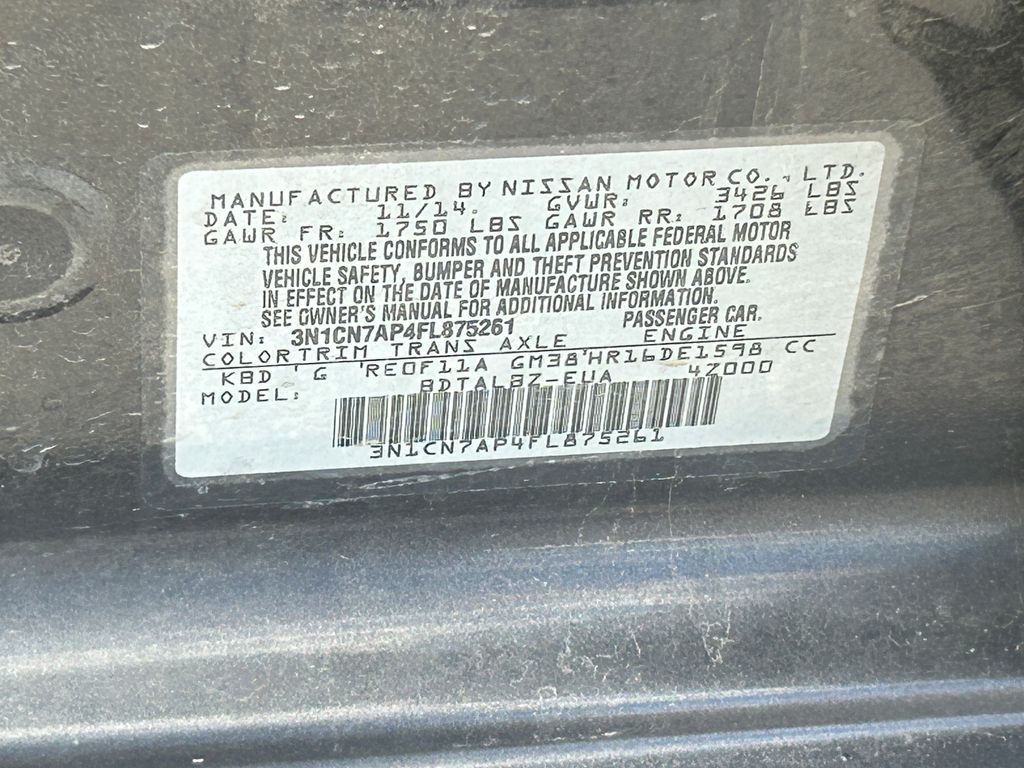 MANUFACTURED BY NISSAN MOTOR CO., LTD.
DATE: 11/14. GVWR: 3426 LBS
GAWR FR: 1750 LBS GAWR RR: 1708 LBS
THIS VEHICLE CONFORMS TO ALL APPLICABLE FEDERAL MOTOR
VEHICLE SAFETY, BUMPER AND THEFT PREVENTION STANDARDS
IN EFFECT ON THE DATE OF MANUFACTURE SHOWN ABOVE.
SEE OWNER'S MANUAL FOR ADDITIONAL INFORMATION.
VIN: 3N1CN7AP4FL875261 PASSENGER CAR.
COLOR TRIM TRANS AXLE ENGINE
KBD ' G 'RE0F11A GM38'HR16DE1598 CC
MODEL: BDTALBZ-EUA 4Z000
3N1CN7AP4FL875261